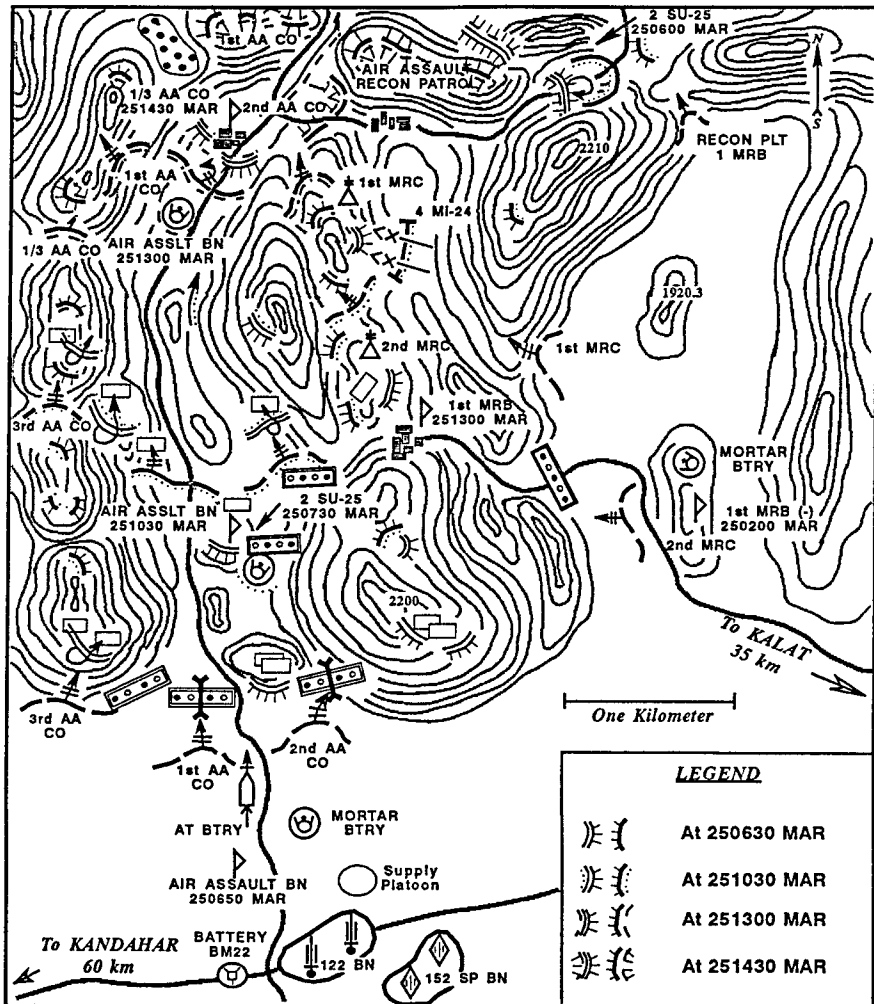 1st AA CO
2 SU-25
250600 MAR
N
S
AIR ASSAULT
RECON PATROL
1/3 AA CO
251430 MAR
2nd AA CO
2210
RECON PLT
1 MRB
1st AA
CO
1st MRC
4 MI-24
AIR ASSLT BN
251300 MAR
1/3 AA CO
1920.3
2nd MRC
1st MRC
1st MRB
251300 MAR
3rd AA CO
MORTAR
BTRY
AIR ASSLT BN
251030 MAR
2 SU-25
250730 MAR
1st MRB (-)
250200 MAR
2nd MRC
2200
To KALAT
35 km
3rd AA
CO
1st AA
CO
2nd AA
CO
One Kilometer
AT BTRY
MORTAR
BTRY
AIR ASSAULT BN
250650 MAR
Supply
Platoon
To KANDAHAR
60 km
BATTERY
BM22
122 BN
152 SP BN
LEGEND
At 250630 MAR
At 251030 MAR
At 251300 MAR
At 251430 MAR